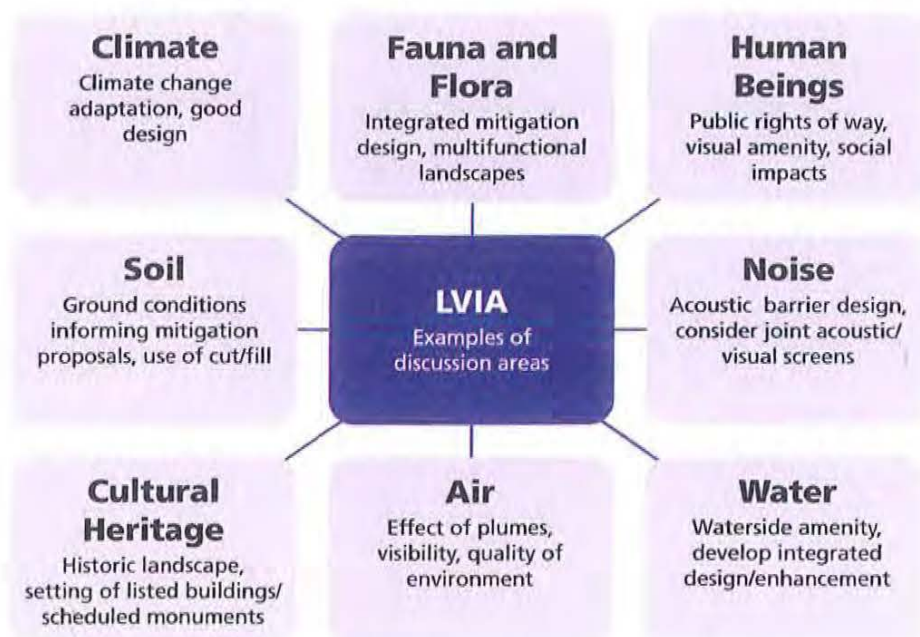 Climate
Climate change
adaptation, good
design
Fauna and
Flora
Integrated mitigation
design, multifunctional
landscapes
Human
Beings
Public rights of way,
visual amenity, social
impacts
Soil
Ground conditions
informing mitigation
proposals, use of cut/fill
LVIA
Examples of
discussion areas
Noise
Acoustic barrier design,
consider joint acoustic/
visual screens
Cultural
Heritage
Historic landscape,
setting of listed buildings/
scheduled monuments
Air
Effect of plumes,
visibility, quality of
environment
Water
Waterside amenity,
develop integrated
design/enhancement